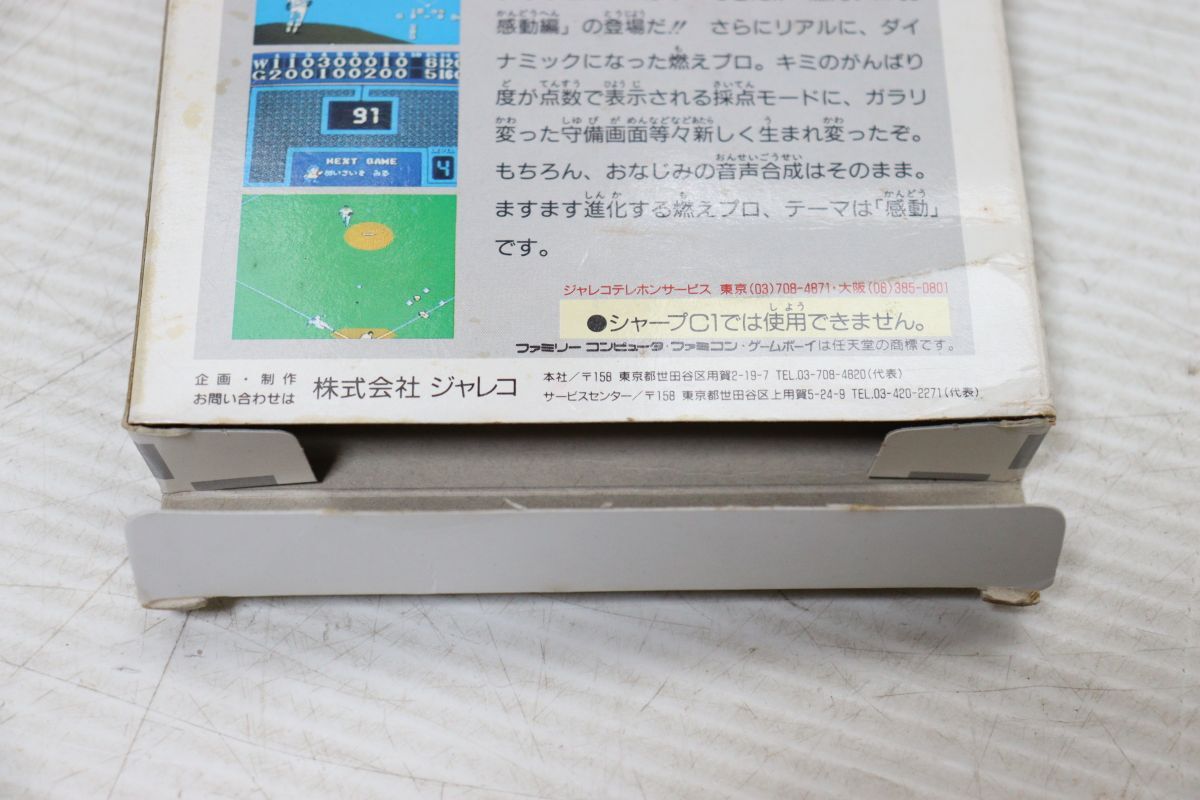 感動編」の登場だ!! さらにリアルに、ダイ
ナミックになった燃えプロ。キミのがんばり
度が点数で表示される採点モードに、ガラリ
変った守備画面等々新しく生まれ変ったぞ。
もちろん、おなじみの音声合成はそのまま。
ますます進化する燃えプロ、テーマは「感動」
です。
W110300010 6
G200100200 5
91
NEXT GAME
4
ジャレコテレホンサービス 東京(03)708-4871・大阪(06)385-0801
●シャープC1では使用できません。
ファミリーコンピュータ・ファミコン・ゲームボーイは任天堂の商標です。
企画・制作
お問い合わせは
株式会社 ジャレコ
本社/〒158 東京都世田谷区用賀2-19-7 TEL.03-708-4820(代表)
サービスセンター/〒158 東京都世田谷区上用賀5-24-9 TEL.03-420-2271(代表)